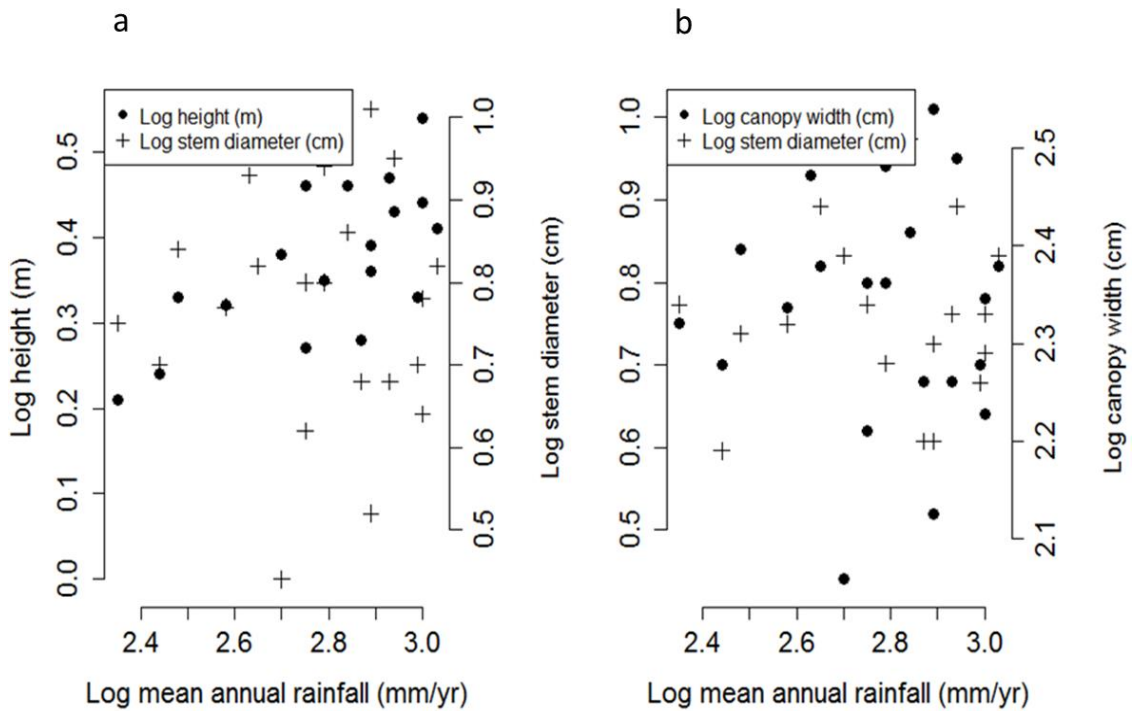 a
b
Log height (m)
Log stem diameter (cm)
Log height (m)
0.0 0.1 0.2 0.3 0.4 0.5
0.5 0.6 0.7 0.8 0.9 1.0
Log stem diameter (cm)
2.4 2.6 2.8 3.0
Log mean annual rainfall (mm/yr)
Log canopy width (cm)
Log stem diameter (cm)
0.5 0.6 0.7 0.8 0.9 1.0
2.1 2.2 2.3 2.4 2.5
Log canopy width (cm)
2.4 2.6 2.8 3.0
Log mean annual rainfall (mm/yr)